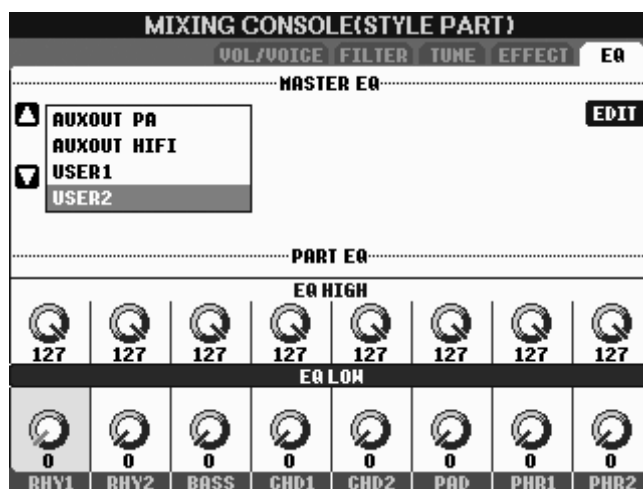 MIXING CONSOLE(STYLE PART)
VOL/VOICE FILTER TUNE EFFECT EQ
MASTER EQ
EDIT
AUXOUT PA
AUXOUT HIFI
USER1
USER2
PART EQ
EQ HIGH
127 127 127 127 127 127 127 127
EQ LOW
0 0 0 0 0 0 0 0
RHY1 RHY2 BASS CHD1 CHD2 PAD PHR1 PHR2